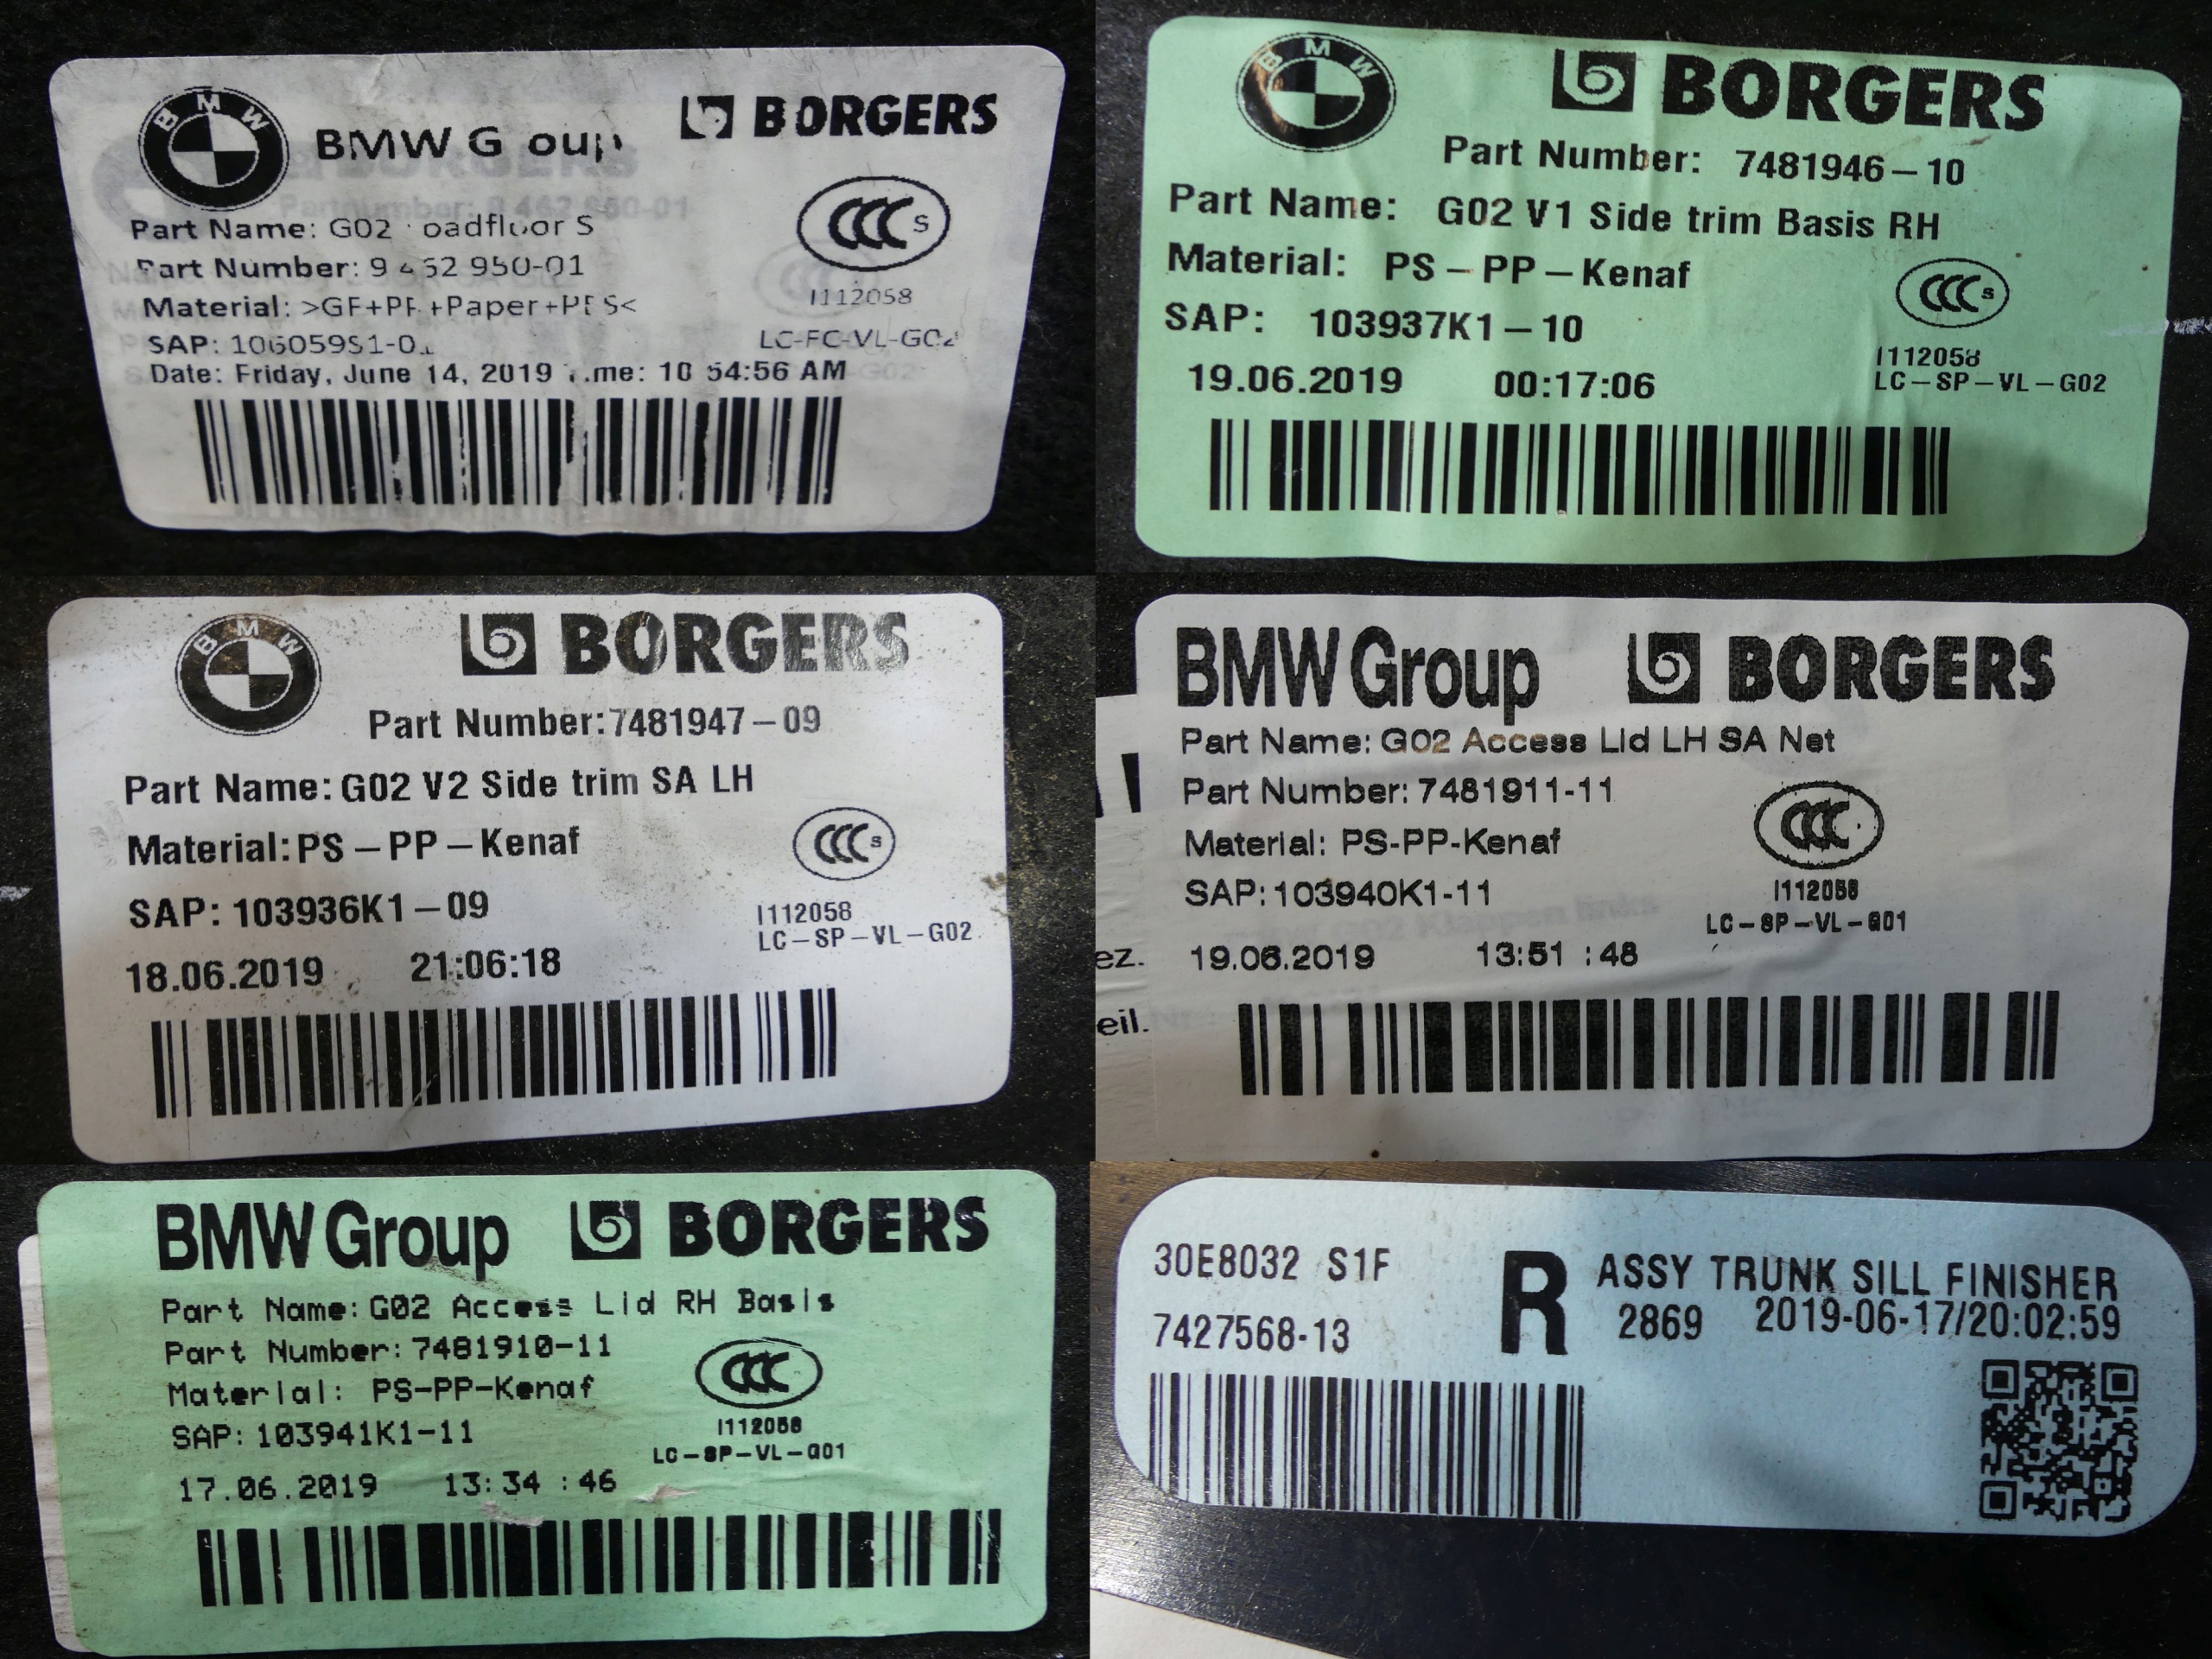 BMW
BMW G oup
BORGERS
Part Name: G02 oadfloor S
Part Number: 9 462 950-01
CCC S
Material: >GF+PP+Paper+PES<
I112058
SAP: 106059S1-01
LC-FC-VL-G02
Date: Friday, June 14, 2019 me: 10 54:56 AM
BMW
BORGERS
Part Number: 7481946-10
Part Name: G02 V1 Side trim Basis RH
Material: PS-PP-Kenaf
CCC S
SAP: 103937K1-10
I112058
19.06.2019 00:17:06
LC-SP-VL-G02
BMW
BORGERS
Part Number:7481947-09
Part Name: G02 V2 Side trim SA LH
Material: PS-PP-Kenaf
CCC S
SAP: 103936K1-09
I112058
LC-SP-VL-G02
18.06.2019 21:06:18
BMW Group BORGERS
Part Name: G02 Access Lid LH SA Net
Part Number: 7481911-11
CCC
Material: PS-PP-Kenaf
SAP: 103940K1-11
I112058
LC-SP-VL-G01
ez.
19.06.2019 13:51 :48
eil.
BMW Group BORGERS
Part Name: G02 Access Lid RH Basis
Part Number: 7481910-11
CCC
Material: PS-PP-Kenaf
SAP: 103941K1-11
I112058
LC-SP-VL-G01
17.06.2019 13:34 :46
30E8032 S1F
R
ASSY TRUNK SILL FINISHER
7427568-13
2869 2019-06-17/20:02:59